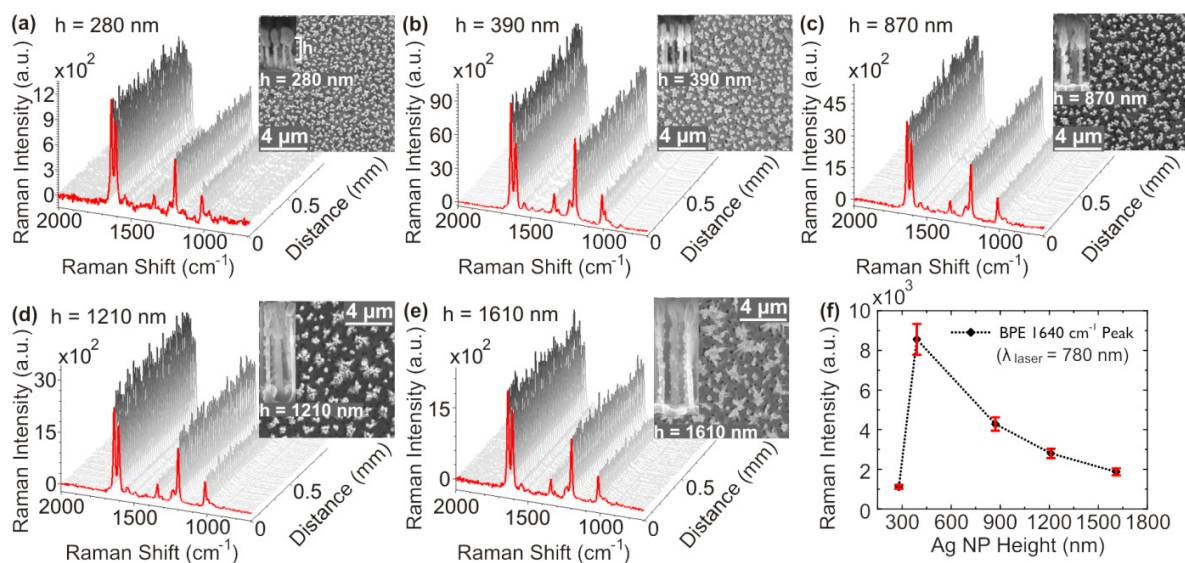 (a) h = 280 nm
x10²
Raman Intensity (a.u.)
12
9
6
3
0
2000
1500
1000
0
0.5
Raman Shift (cm⁻¹)
Distance (mm)
h
h = 280 nm
4 μm
(b) h = 390 nm
x10²
Raman Intensity (a.u.)
90
60
30
0
2000
1500
1000
0
0.5
Raman Shift (cm⁻¹)
Distance (mm)
h = 390 nm
4 μm
(c) h = 870 nm
x10²
Raman Intensity (a.u.)
45
30
15
0
2000
1500
1000
0
0.5
Raman Shift (cm⁻¹)
Distance (mm)
h = 870 nm
4 μm
(d) h = 1210 nm
x10²
Raman Intensity (a.u.)
30
15
0
2000
1500
1000
0
0.5
Raman Shift (cm⁻¹)
Distance (mm)
4 μm
h = 1210 nm
(e) h = 1610 nm
x10²
Raman Intensity (a.u.)
15
0
2000
1500
1000
0
0.5
Raman Shift (cm⁻¹)
Distance (mm)
4 μm
h = 1610 nm
(f) x10³
Raman Intensity (a.u.)
10
8
6
4
2
0
BPE 1640 cm⁻¹ Peak
(λ laser = 780 nm)
300 600 900 1200 1500 1800
Ag NP Height (nm)